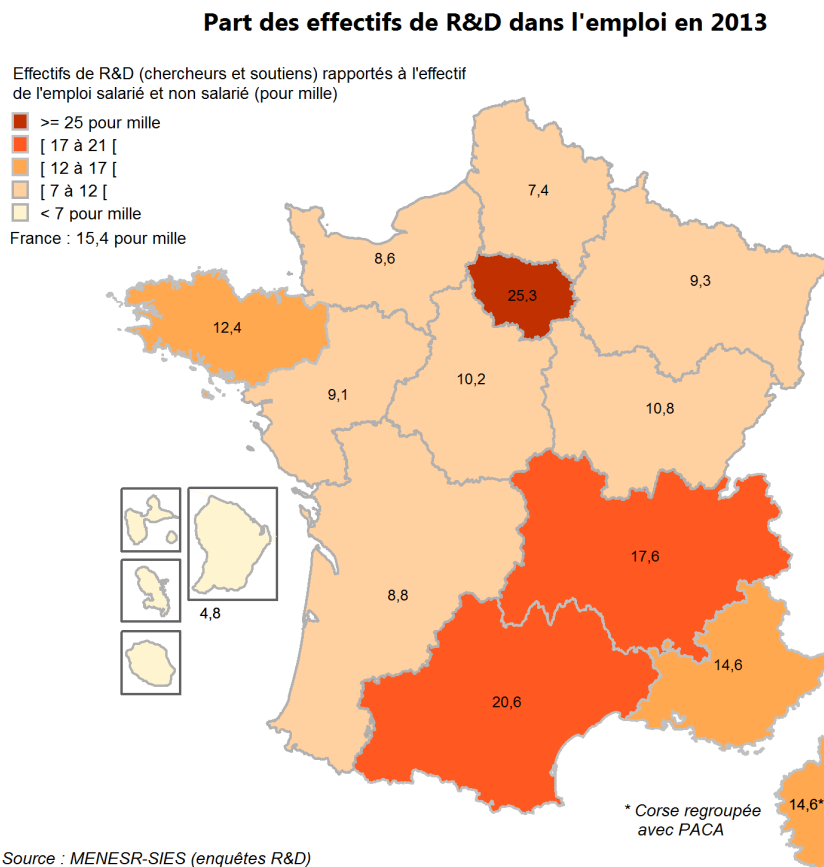 Part des effectifs de R&D dans l'emploi en 2013
Effectifs de R&D (chercheurs et soutiens) rapportés à l'effectif
de l'emploi salarié et non salarié (pour mille)
>= 25 pour mille
[ 17 à 21 [
[ 12 à 17 [
[ 7 à 12 [
< 7 pour mille
France : 15,4 pour mille
7,4
8,6
9,3
25,3
12,4
10,2
9,1
10,8
17,6
8,8
4,8
14,6
20,6
14,6*
* Corse regroupée
avec PACA
Source : MENESR-SIES (enquêtes R&D)